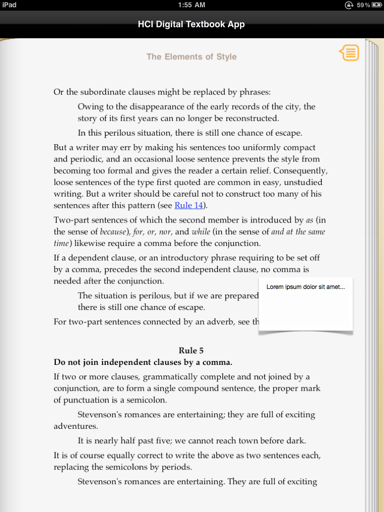 iPad
1:55 AM
59%
HCI Digital Textbook App
The Elements of Style
Or the subordinate clauses might be replaced by phrases:
Owing to the disappearance of the early records of the city, the
story of its first years can no longer be reconstructed.
In this perilous situation, there is still one chance of escape.
But a writer may err by making his sentences too uniformly compact
and periodic, and an occasional loose sentence prevents the style from
becoming too formal and gives the reader a certain relief. Consequently,
loose sentences of the type first quoted are common in easy, unstudied
writing. But a writer should be careful not to construct too many of his
sentences after this pattern (see Rule 14).
Two-part sentences of which the second member is introduced by as (in
the sense of because), for, or, nor, and while (in the sense of and at the same
time) likewise require a comma before the conjunction.
If a dependent clause, or an introductory phrase requiring to be set off
by a comma, precedes the second independent clause, no comma is
needed after the conjunction.
The situation is perilous, but if we are prepared
there is still one chance of escape.
For two-part sentences connected by an adverb, see th
Lorem ipsum dolor sit amet...
Rule 5
Do not join independent clauses by a comma.
If two or more clauses, grammatically complete and not joined by a
conjunction, are to form a single compound sentence, the proper mark
of punctuation is a semicolon.
Stevenson's romances are entertaining; they are full of exciting
adventures.
It is nearly half past five; we cannot reach town before dark.
It is of course equally correct to write the above as two sentences each,
replacing the semicolons by periods.
Stevenson's romances are entertaining. They are full of exciting